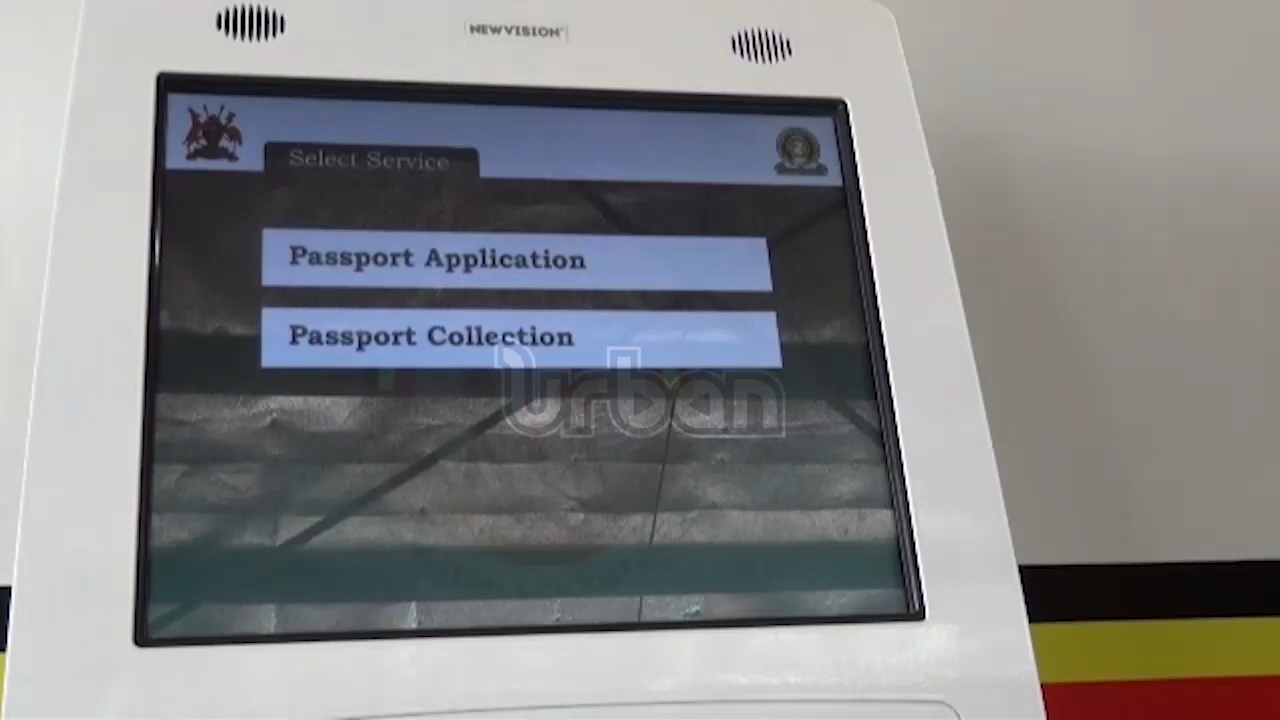 NEWVISION
Select Service
Passport Application
Passport Collection
urban